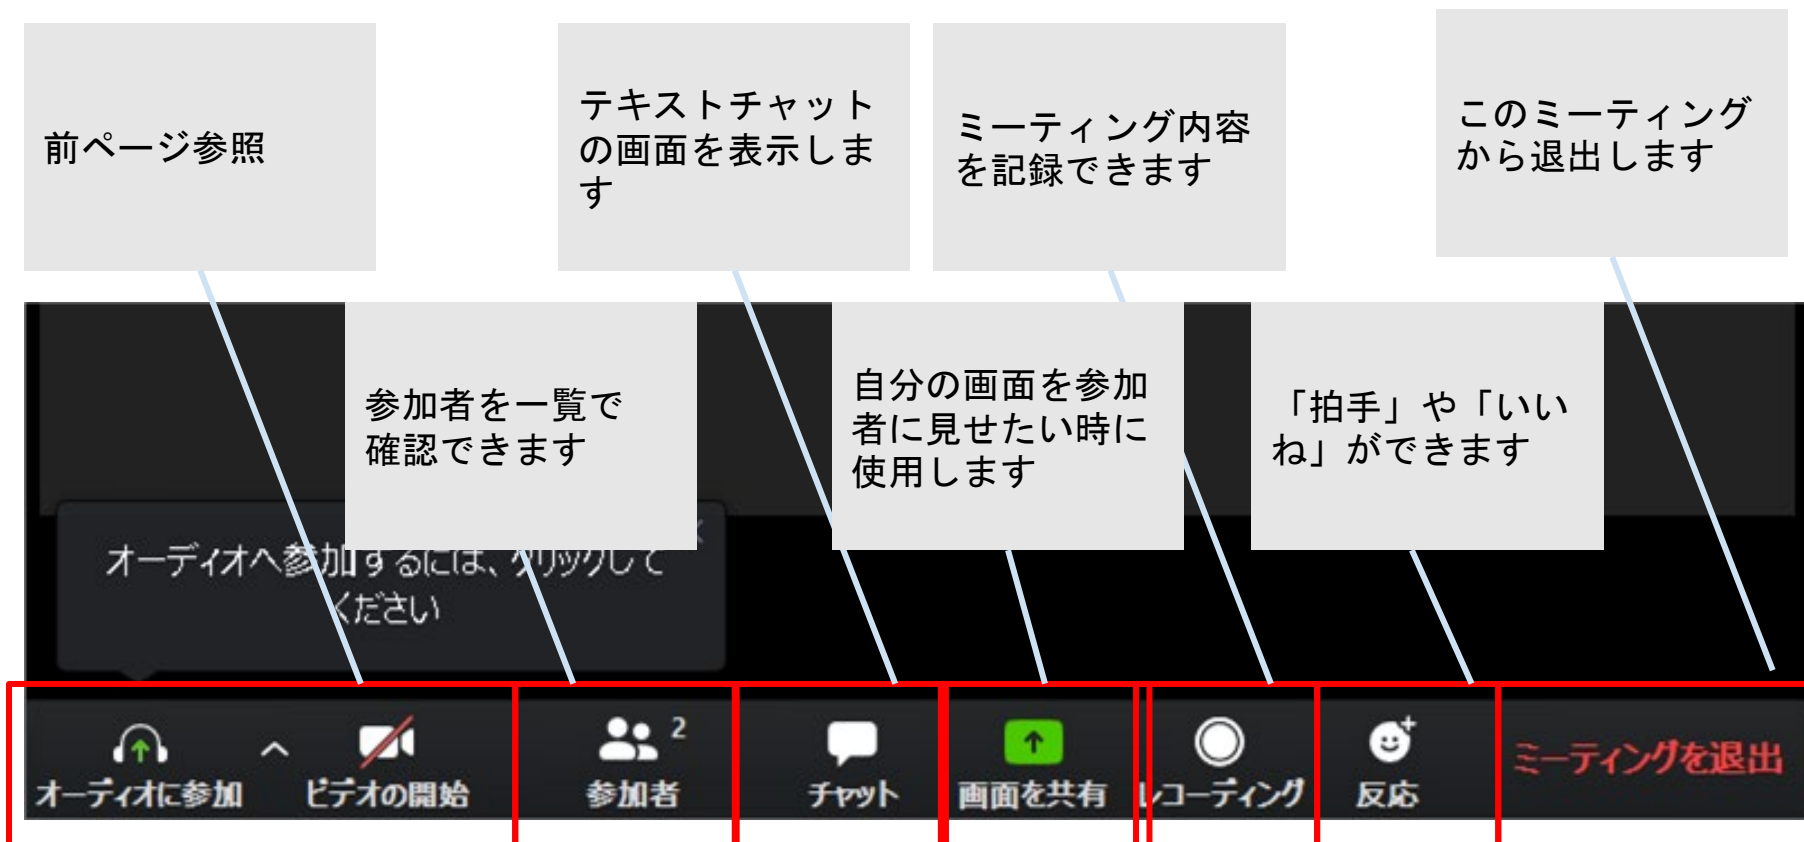 前ページ参照
テキストチャット
の画面を表示しま
す
ミーティング内容
を記録できます
このミーティング
から退出します
参加者を一覧で
確認できます
自分の画面を参加
者に見せたい時に
使用します
「拍手」や「いい
ね」ができます
オーディオへ参加するには、クリックして
ください
オーディオに参加
ビデオの開始
2
参加者
チャット
画面を共有
レコーディング
反応
ミーティングを退出